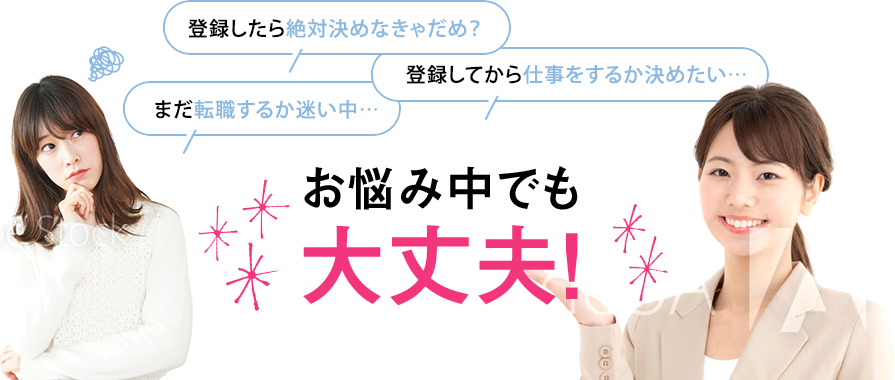 登録したら絶対決めなきゃだめ?
登録してから仕事をするか決めたい…
まだ転職するか迷い中…
お悩み中でも
大丈夫!
Stock